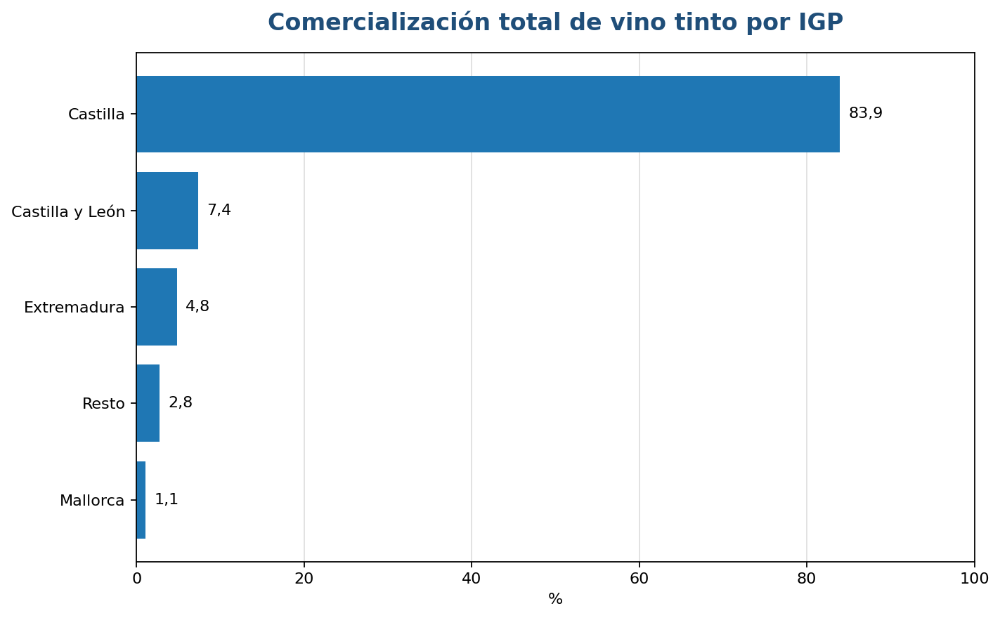 Comercialización total de vino tinto por IGP
Castilla 83,9
Castilla y León 7,4
Extremadura 4,8
Resto 2,8
Mallorca 1,1
0 20 40 60 80 100
%